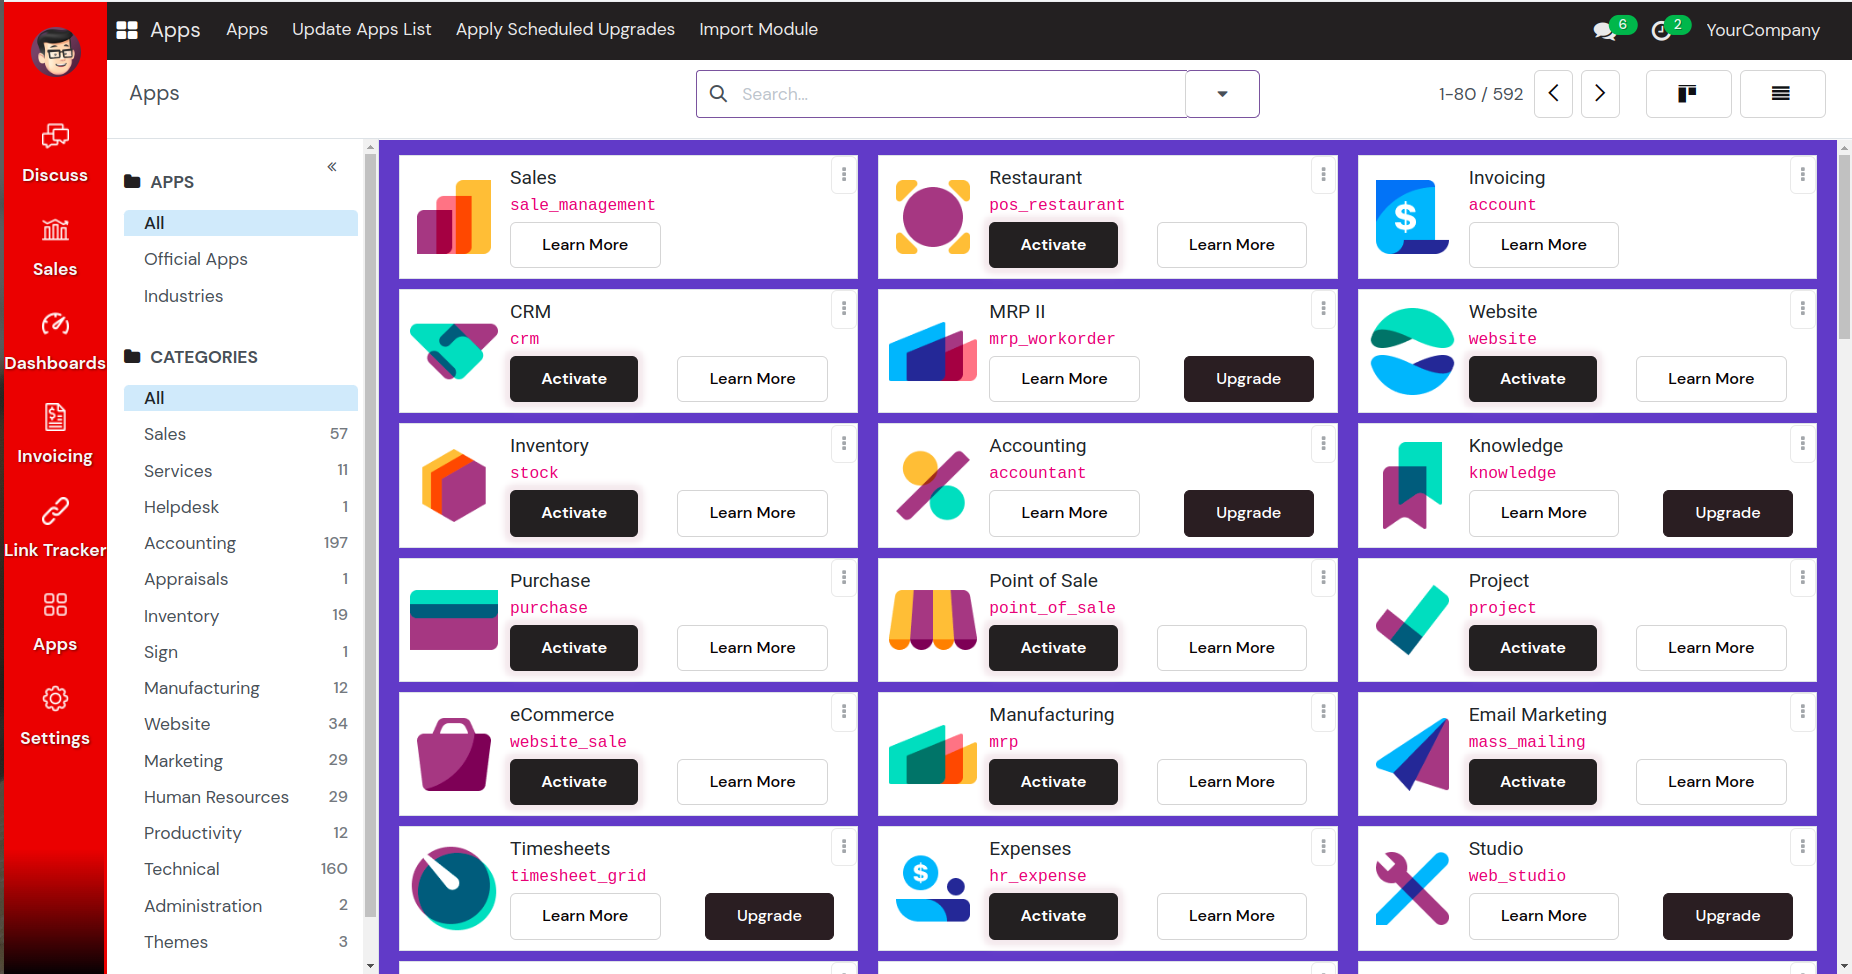 Apps
Apps
Update Apps List
Apply Scheduled Upgrades
Import Module
6
2
YourCompany
Discuss
Sales
Dashboards
Invoicing
Link Tracker
Apps
Settings
Apps
Search...
1-80 / 592
«
APPS
All
Official Apps
Industries
CATEGORIES
All
Sales 57
Services 11
Helpdesk 1
Accounting 197
Appraisals 1
Inventory 19
Sign 1
Manufacturing 12
Website 34
Marketing 29
Human Resources 29
Productivity 12
Technical 160
Administration 2
Themes 3
Sales
sale_management
Learn More
Restaurant
pos_restaurant
Activate Learn More
$
Invoicing
account
Learn More
CRM
crm
Activate Learn More
MRP II
mrp_workorder
Learn More Upgrade
Website
website
Activate Learn More
Inventory
stock
Activate Learn More
Accounting
accountant
Learn More Upgrade
Knowledge
knowledge
Learn More Upgrade
Purchase
purchase
Activate Learn More
Point of Sale
point_of_sale
Activate Learn More
Project
project
Activate Learn More
eCommerce
website_sale
Activate Learn More
Manufacturing
mrp
Activate Learn More
Email Marketing
mass_mailing
Activate Learn More
Timesheets
timesheet_grid
Learn More Upgrade
$
Expenses
hr_expense
Activate Learn More
Studio
web_studio
Learn More Upgrade